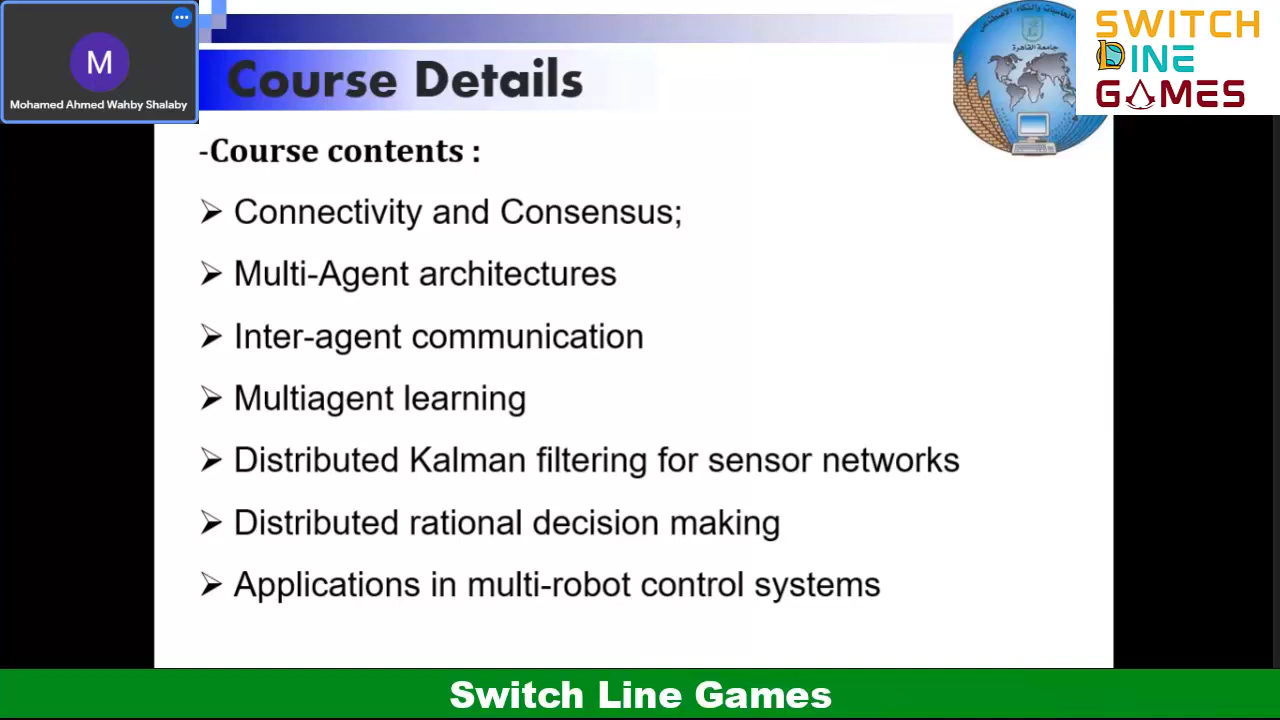 M
Mohamed Ahmed Wahby Shalaby
Course Details
جامعة القاهرة
SWITCH
LINE
GAMES
-Course contents :
Connectivity and Consensus;
Multi-Agent architectures
Inter-agent communication
Multiagent learning
Distributed Kalman filtering for sensor networks
Distributed rational decision making
Applications in multi-robot control systems
Switch Line Games